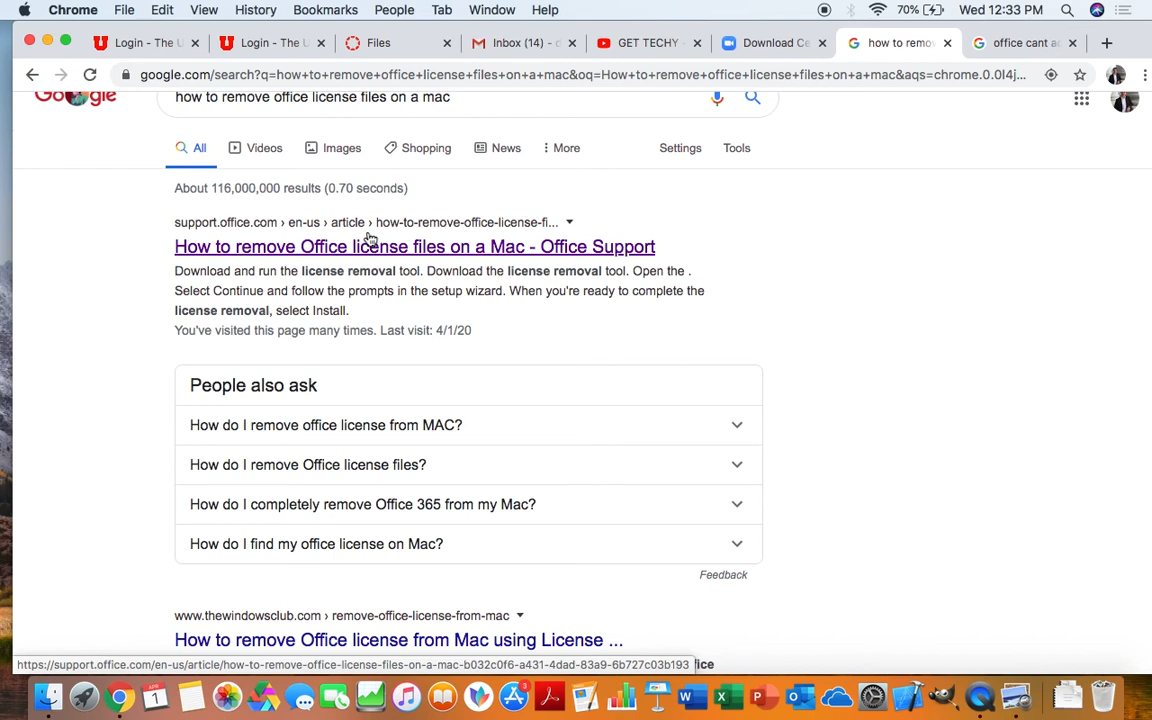 Chrome File Edit View History Bookmarks People Tab Window Help 70% Wed 12:33 PM
Login - The U Login - The U Files Inbox (14) - c GET TECHY - Download Ce how to remov office cant ac
google.com/search?q=how+to+remove+office+license+files+on+a+mac&oq=How+to+remove+office+license+files+on+a+mac&aqs=chrome.0.0l4j...
Google how to remove office license files on a mac
All Videos Images Shopping News More Settings Tools
About 116,000,000 results (0.70 seconds)
support.office.com › en-us › article › how-to-remove-office-license-fi...
How to remove Office license files on a Mac - Office Support
Download and run the license removal tool. Download the license removal tool. Open the .
Select Continue and follow the prompts in the setup wizard. When you're ready to complete the
license removal, select Install.
You've visited this page many times. Last visit: 4/1/20
People also ask
How do I remove office license from MAC?
How do I remove Office license files?
How do I completely remove Office 365 from my Mac?
How do I find my office license on Mac?
Feedback
www.thewindowsclub.com › remove-office-license-from-mac
How to remove Office license from Mac using License ...
https://support.office.com/en-us/article/how-to-remove-office-license-files-on-a-mac-b032c0f6-a431-4dad-83a9-6b727c03b193 fice
APR
1
3
W X P O